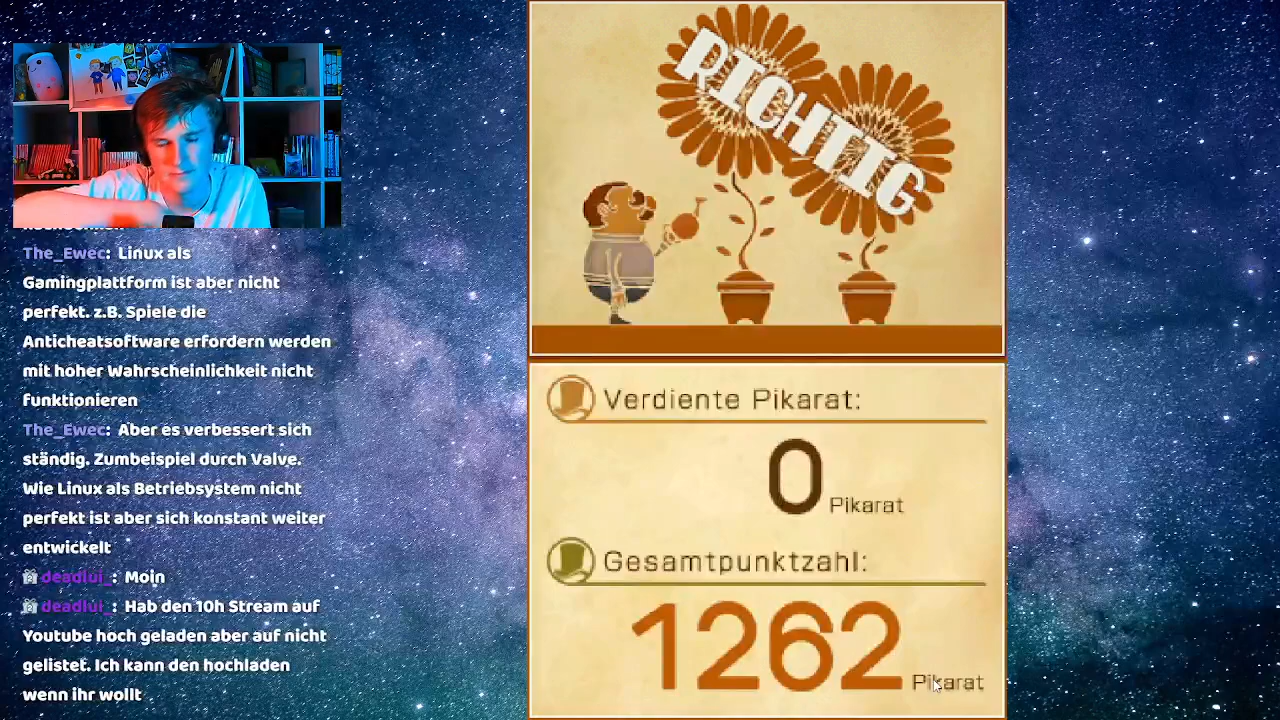 The_Ewec: Linux als
Gamingplattform ist aber nicht
perfekt. z.B. Spiele die
Anticheatsoftware erfordern werden
mit hoher Wahrscheinlichkeit nicht
funktionieren
The_Ewec: Aber es verbessert sich
ständig. Zumbeispiel durch Valve.
Wie Linux als Betriebsystem nicht
perfekt ist aber sich konstant weiter
entwickelt
deadlui_: Moin
deadlui_: Hab den 10h Stream auf
Youtube hoch geladen aber auf nicht
gelistet. Ich kann den hochladen
wenn ihr wollt
RICHTIG
Verdiente Pikarat:
0 Pikarat
Gesamtpunktzahl:
1262 Pikarat